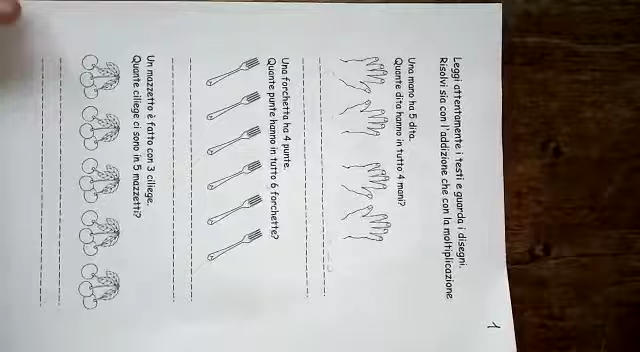 1
Leggi attentamente i testi e guarda i disegni.
Risolvi sia con l'addizione che con la moltiplicazione
Una mano ha 5 dita.
Quante dita hanno in tutto 4 mani?
Una forchetta ha 4 punte.
Quante punte hanno in tutto 6 forchette?
Un mazzetto è fatto con 3 ciliege.
Quante ciliege ci sono in 5 mazzetti?